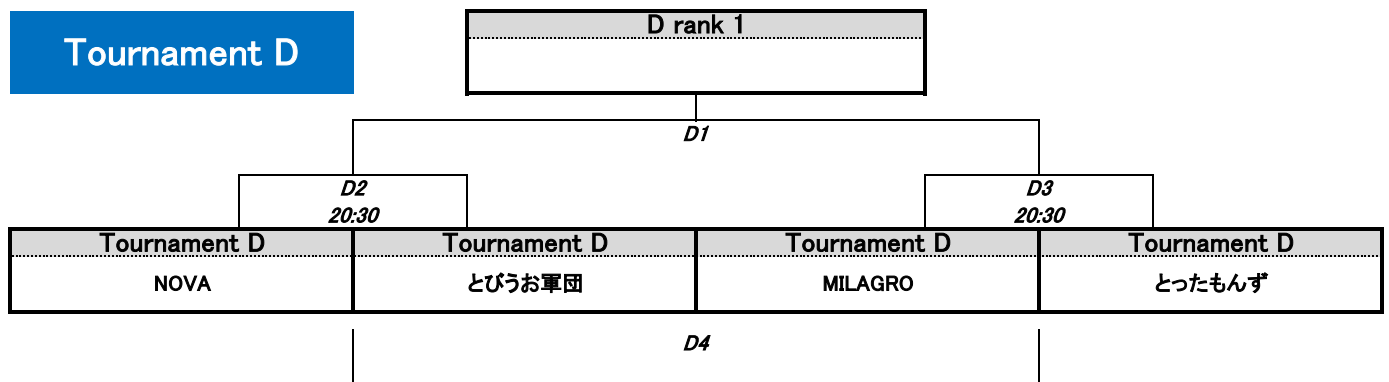 Tournament D
D rank 1
D1
D2
20:30
D3
20:30
Tournament D
Tournament D
Tournament D
Tournament D
NOVA
とびうお軍団
MILAGRO
とったもんず
D4